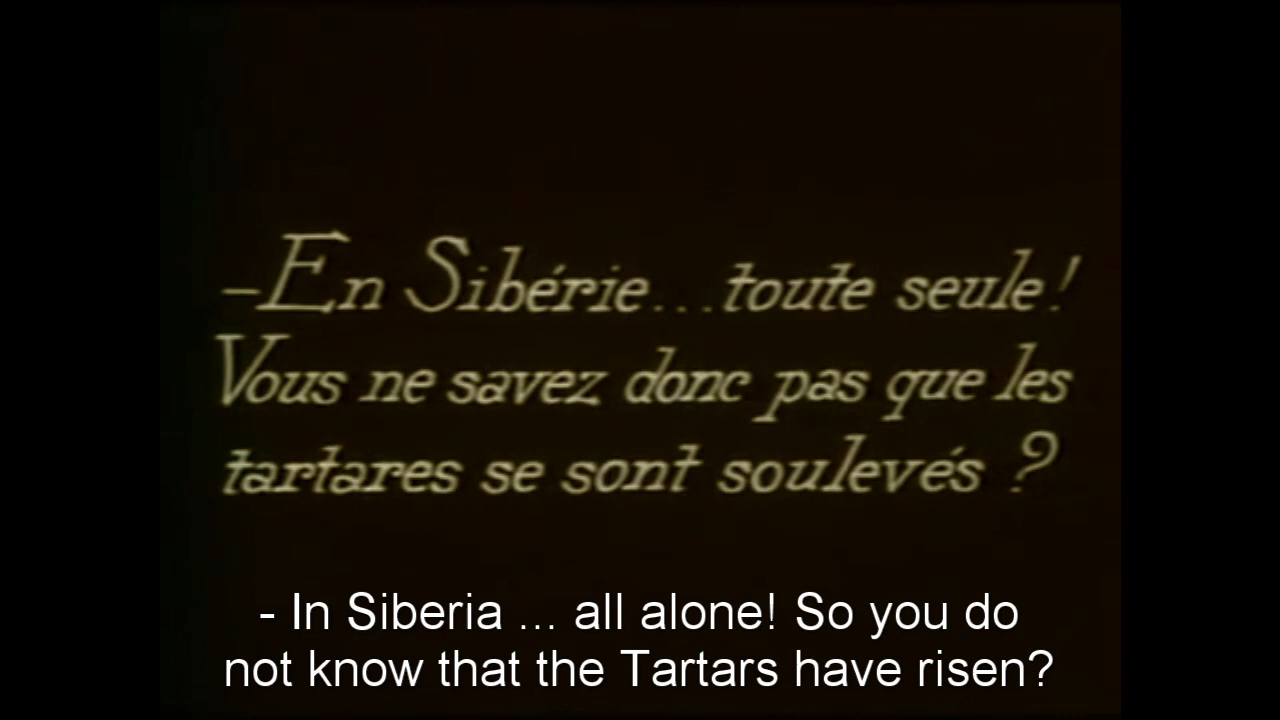 –En Sibérie...toute seule!
Vous ne savez donc pas que les
tartares se sont soulevés ?
- In Siberia ... all alone! So you do
not know that the Tartars have risen?